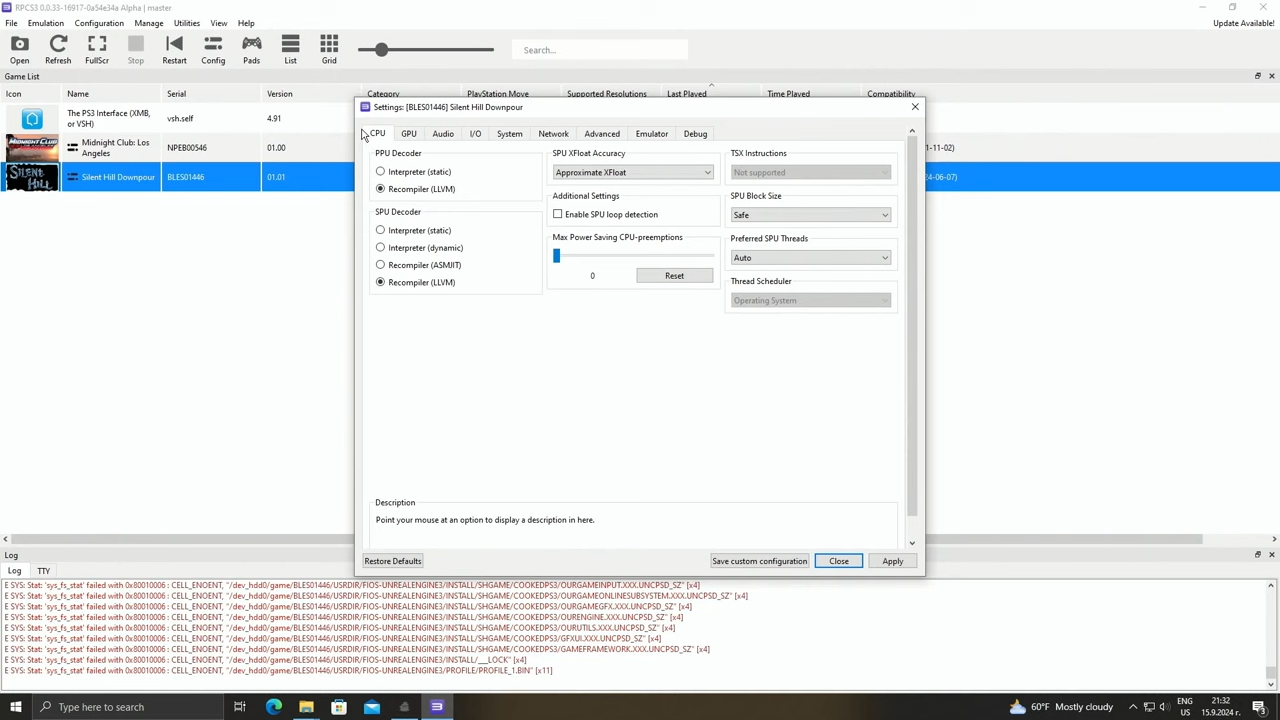 RPCS3 0.0.33-16917-0a54e34a Alpha | master
File Emulation Configuration Manage Utilities View Help
Update Available!
Open Refresh FullScr Stop Restart Config Pads List Grid
Search...
Game List
Icon Name Serial Version Category PlayStation Move Supported Resolutions Last Played Time Played Compatibility
The PS3 Interface (XMB, or VSH) vsh.self 4.91
MIDNIGHT CLUB Midnight Club: Los Angeles NPEB00546 01.00 -11-02)
SILENT HILL Silent Hill Downpour BLES01446 01.01 24-06-07)
Settings: [BLES01446] Silent Hill Downpour
CPU GPU Audio I/O System Network Advanced Emulator Debug
PPU Decoder
Interpreter (static)
Recompiler (LLVM)
SPU Decoder
Interpreter (static)
Interpreter (dynamic)
Recompiler (ASMJIT)
Recompiler (LLVM)
SPU XFloat Accuracy
Approximate XFloat
Additional Settings
Enable SPU loop detection
Max Power Saving CPU-preemptions
0 Reset
TSX Instructions
Not supported
SPU Block Size
Safe
Preferred SPU Threads
Auto
Thread Scheduler
Operating System
Description
Point your mouse at an option to display a description in here.
Restore Defaults Save custom configuration Close Apply
Log
Log TTY
E SYS: Stat: 'sys_fs_stat' failed with 0x80010006 : CELL_ENOENT, "/dev_hdd0/game/BLES01446/USRDIR/FIOS-UNREALENGINE3/INSTALL/SHGAME/COOKEDPS3/OURGAMEINPUT.XXX.UNCPSD_SZ" [x4]
E SYS: Stat: 'sys_fs_stat' failed with 0x80010006 : CELL_ENOENT, "/dev_hdd0/game/BLES01446/USRDIR/FIOS-UNREALENGINE3/INSTALL/SHGAME/COOKEDPS3/OURGAMEONLINESUBSYSTEM.XXX.UNCPSD_SZ" [x4]
E SYS: Stat: 'sys_fs_stat' failed with 0x80010006 : CELL_ENOENT, "/dev_hdd0/game/BLES01446/USRDIR/FIOS-UNREALENGINE3/INSTALL/SHGAME/COOKEDPS3/OURGAMEGFX.XXX.UNCPSD_SZ" [x4]
E SYS: Stat: 'sys_fs_stat' failed with 0x80010006 : CELL_ENOENT, "/dev_hdd0/game/BLES01446/USRDIR/FIOS-UNREALENGINE3/INSTALL/SHGAME/COOKEDPS3/OURENGINE.XXX.UNCPSD_SZ" [x4]
E SYS: Stat: 'sys_fs_stat' failed with 0x80010006 : CELL_ENOENT, "/dev_hdd0/game/BLES01446/USRDIR/FIOS-UNREALENGINE3/INSTALL/SHGAME/COOKEDPS3/OURUTILS.XXX.UNCPSD_SZ" [x4]
E SYS: Stat: 'sys_fs_stat' failed with 0x80010006 : CELL_ENOENT, "/dev_hdd0/game/BLES01446/USRDIR/FIOS-UNREALENGINE3/INSTALL/SHGAME/COOKEDPS3/GFXUI.XXX.UNCPSD_SZ" [x4]
E SYS: Stat: 'sys_fs_stat' failed with 0x80010006 : CELL_ENOENT, "/dev_hdd0/game/BLES01446/USRDIR/FIOS-UNREALENGINE3/INSTALL/SHGAME/COOKEDPS3/GAMEFRAMEWORK.XXX.UNCPSD_SZ" [x4]
E SYS: Stat: 'sys_fs_stat' failed with 0x80010006 : CELL_ENOENT, "/dev_hdd0/game/BLES01446/USRDIR/FIOS-UNREALENGINE3/INSTALL/___LOCK" [x4]
E SYS: Stat: 'sys_fs_stat' failed with 0x80010006 : CELL_ENOENT, "/dev_hdd0/game/BLES01446/USRDIR/FIOS-UNREALENGINE3/PROFILE/PROFILE_1.BIN" [x11]
Type here to search
60°F Mostly cloudy
ENG
US
21:32
15.9.2024 г.
3